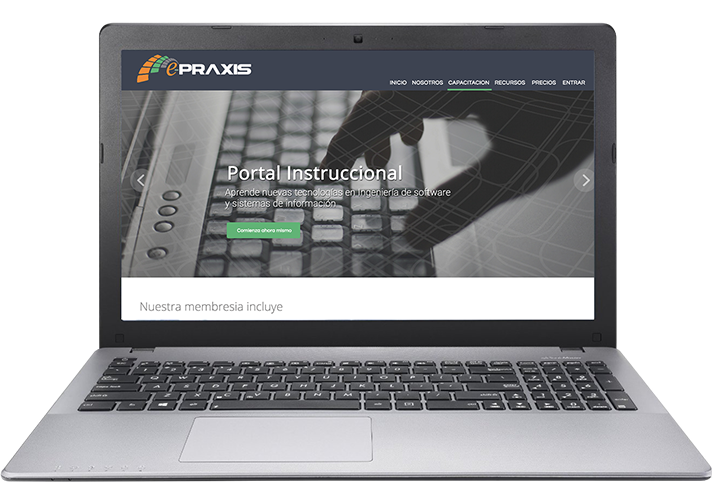 e-PRAXIS
INICIO NOSOTROS CAPACITACION RECURSOS PRECIOS ENTRAR
Portal Instruccional
Aprende nuevas tecnologías en Ingeniería de software
y sistemas de información
Comienza ahora mismo
Nuestra membresia incluye